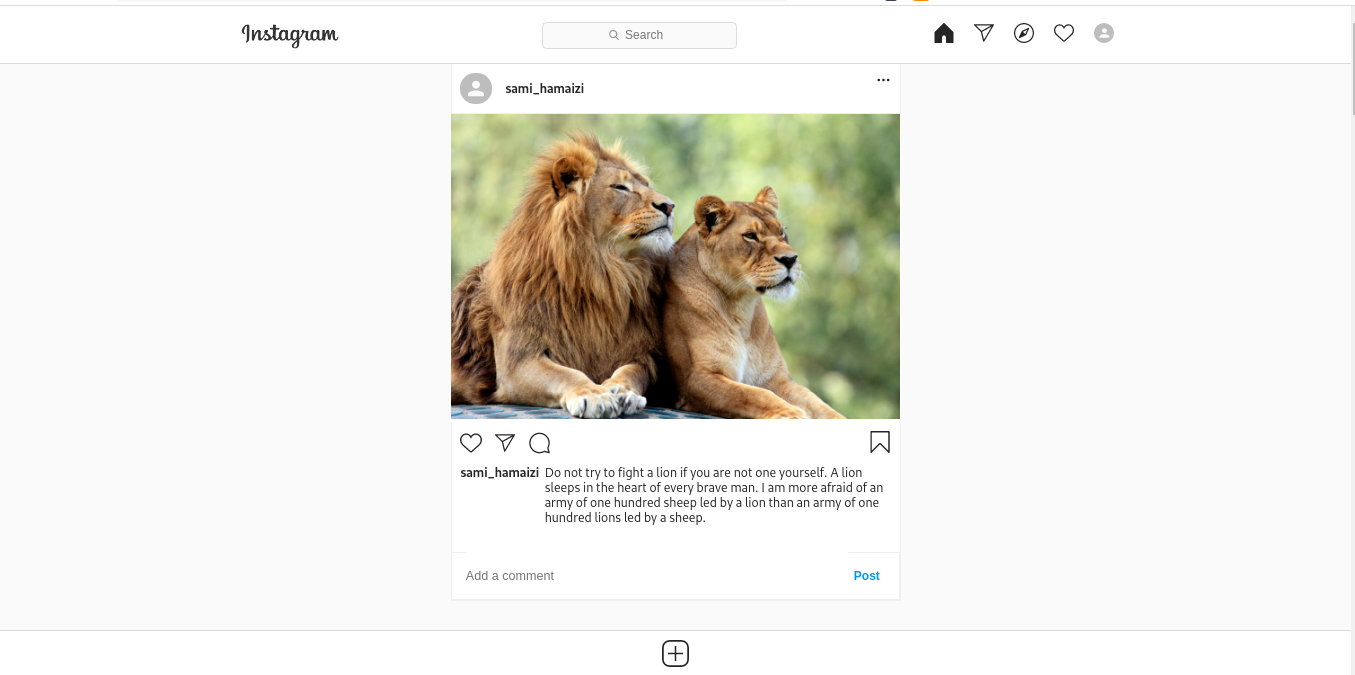 Instagram
Search
sami_hamaizi
sami_hamaizi Do not try to fight a lion if you are not one yourself. A lion
sleeps in the heart of every brave man. I am more afraid of an
army of one hundred sheep led by a lion than an army of one
hundred lions led by a sheep.
Add a comment
Post